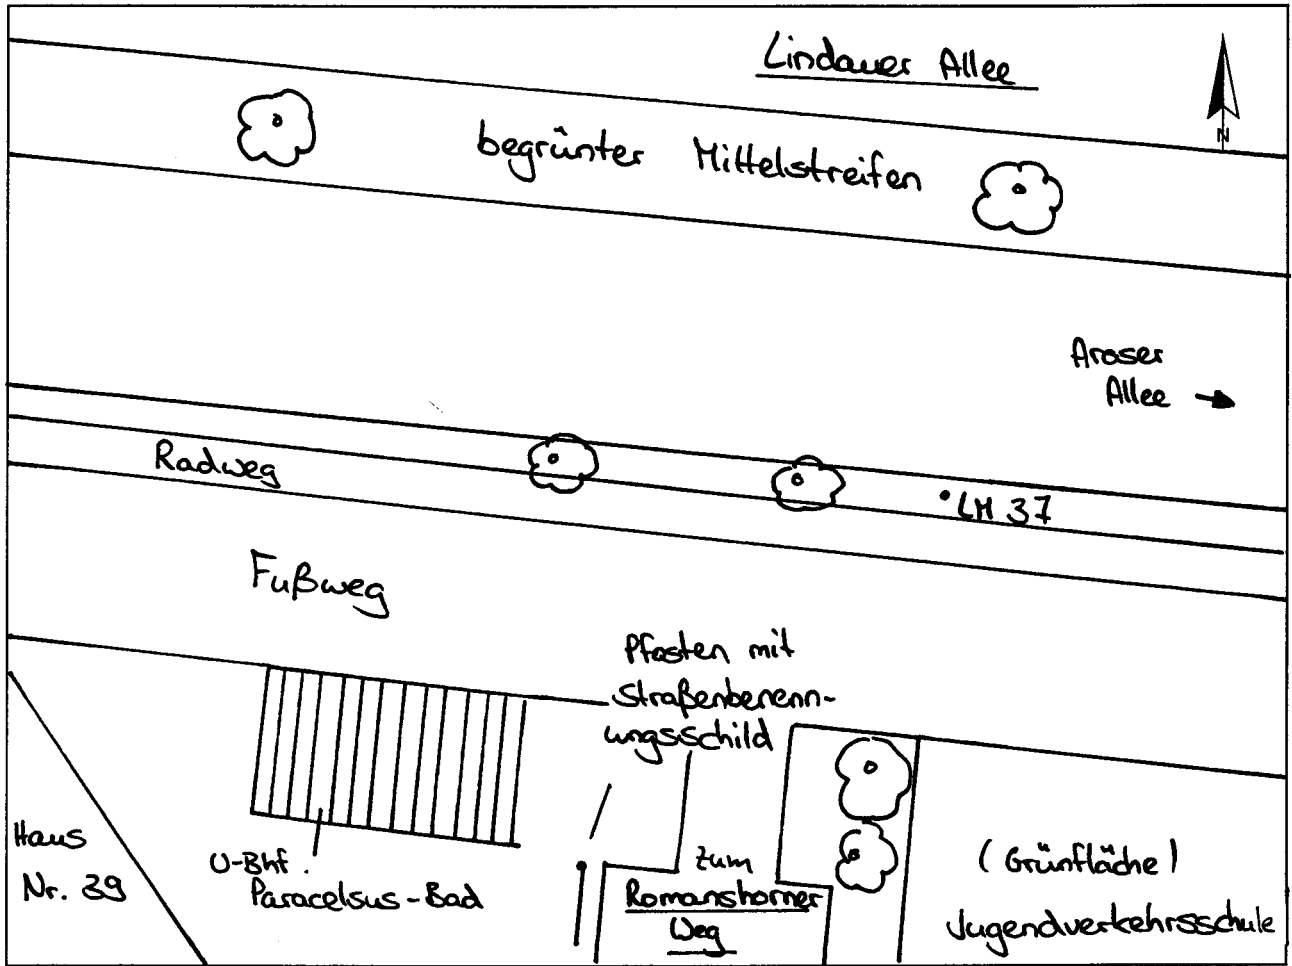 Lindauer Allee
N
begrünter Mittelstreifen
Aroser
Allee
Radweg
LM 37
Fußweg
Pfosten mit
Straßenbenenn-
ungsschild
Haus
Nr. 39
U-Bhf.
Paracelsus-Bad
zum
Romanshorner
Weg
(Grünfläche)
Jugendverkehrsschule